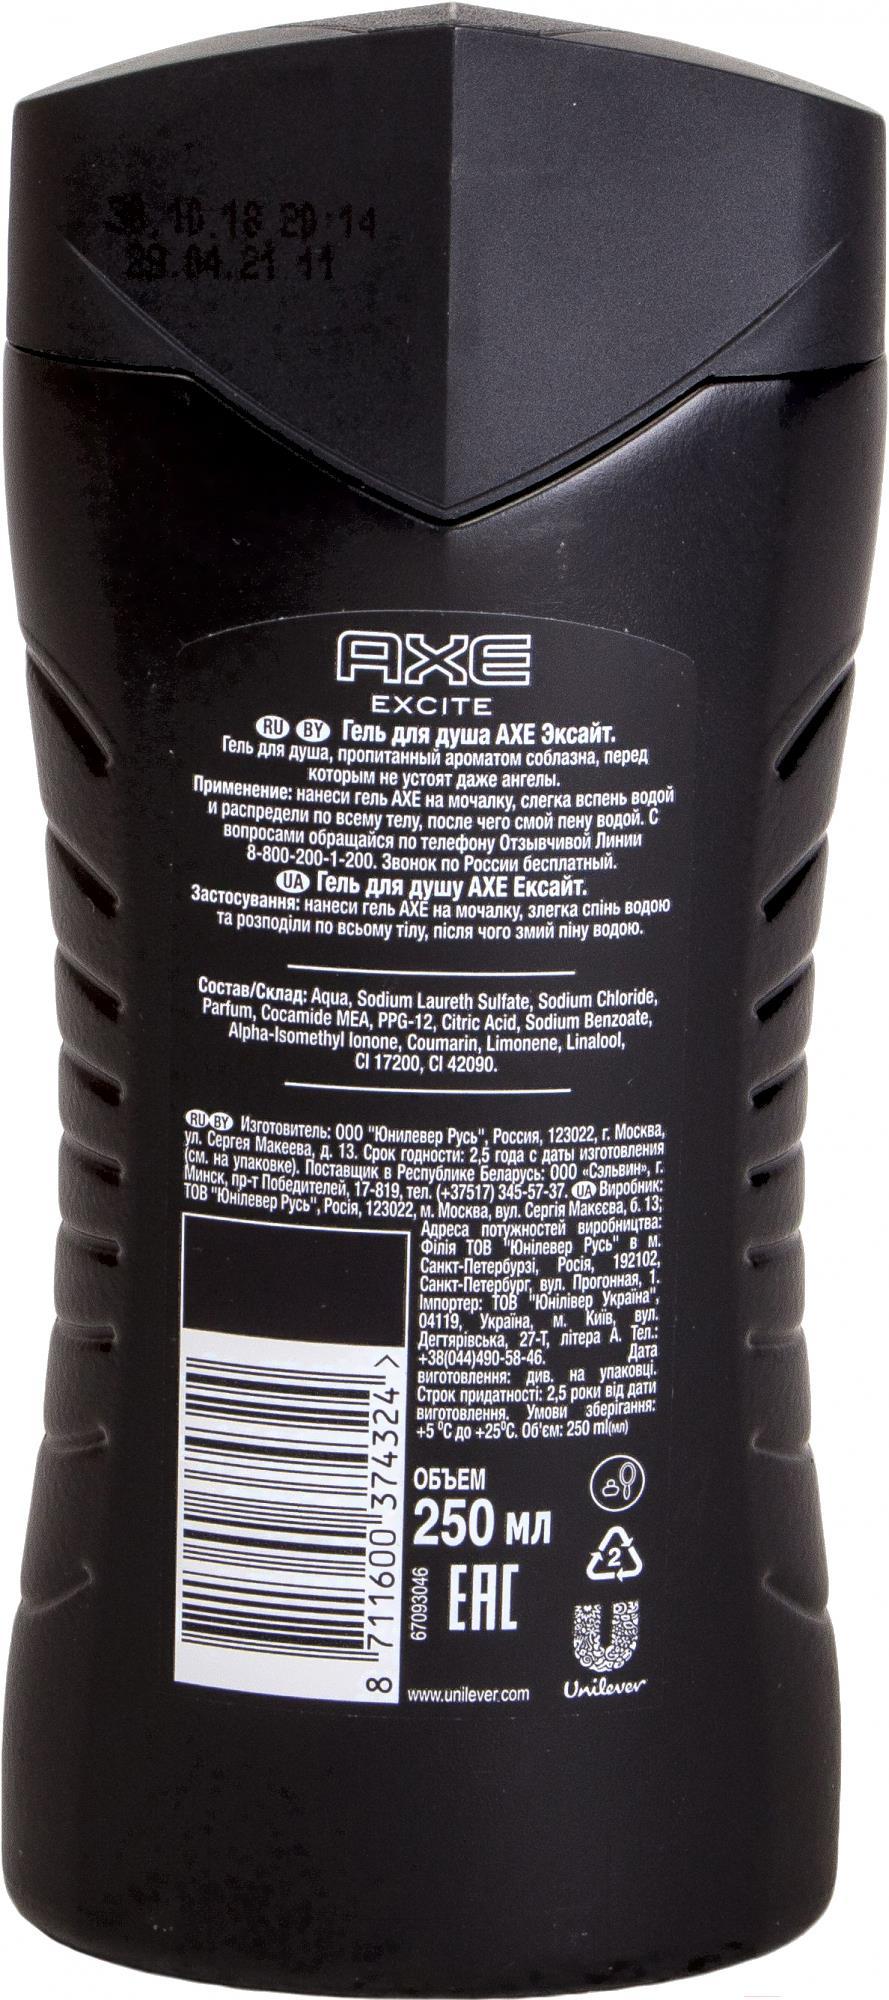 .10.18 20:14
29.04.21 11
AXE
EXCITE
RU BY Гель для душа AXE Эксайт.
Гель для душа, пропитанный ароматом соблазна, перед
которым не устоят даже ангелы.
Применение: нанеси гель AXE на мочалку, слегка вспень водой
и распредели по всему телу, после чего смой пену водой. С
вопросами обращайся по телефону Отзывчивой Линии
8-800-200-1-200. Звонок по России бесплатный.
UA Гель для душу AXE Ексайт.
Застосування: нанеси гель AXE на мочалку, злегка спінь водою
та розподіли по всьому тілу, після чого змий піну водою.
Состав/Склад: Aqua, Sodium Laureth Sulfate, Sodium Chloride,
Parfum, Cocamide MEA, PPG-12, Citric Acid, Sodium Benzoate,
Alpha-Isomethyl Ionone, Coumarin, Limonene, Linalool,
CI 17200, CI 42090.
RU BY Изготовитель: ООО "Юнилевер Русь", Россия, 123022, г. Москва,
ул. Сергея Макеева, д. 13. Срок годности: 2,5 года с даты изготовления
(см. на упаковке). Поставщик в Республике Беларусь: ООО «Сэльвин», г.
Минск, пр-т Победителей, 17-819, тел. (+37517) 345-57-37. UA Виробник:
ТОВ "Юнілевер Русь", Росія, 123022, м. Москва, вул. Сергія Макєєва, б. 13;
Адреса потужностей виробництва:
Філія ТОВ "Юнілевер Русь" в м.
Санкт-Петербурзі, Росія, 192102,
Санкт-Петербург, вул. Прогонная, 1.
Імпортер: ТОВ "Юнілівер Україна",
04119, Україна, м. Київ, вул.
Дегтярівська, 27-Т, літера А. Тел.:
+38(044)490-58-46. Дата
виготовлення: див. на упаковці.
Строк придатності: 2,5 роки від дати
виготовлення. Умови зберігання:
+5 ⁰C до +25⁰C. Об'єм: 250 ml(мл)
8 711600 374324 >
ОБЪЕМ
250 мл
67093046
EAC
2
www.unilever.com
Unilever